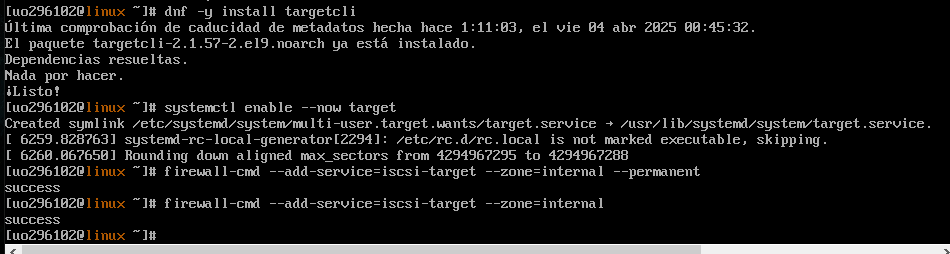 [uo296102@linux ~]# dnf -y install targetcli
Última comprobación de caducidad de metadatos hecha hace 1:11:03, el vie 04 abr 2025 00:45:32.
El paquete targetcli-2.1.57-2.el9.noarch ya está instalado.
Dependencias resueltas.
Nada por hacer.
¡Listo!
[uo296102@linux ~]# systemctl enable --now target
Created symlink /etc/systemd/system/multi-user.target.wants/target.service → /usr/lib/systemd/system/target.service.
[ 6259.828763] systemd-rc-local-generator[2294]: /etc/rc.d/rc.local is not marked executable, skipping.
[ 6260.067650] Rounding down aligned max_sectors from 4294967295 to 4294967288
[uo296102@linux ~]# firewall-cmd --add-service=iscsi-target --zone=internal --permanent
success
[uo296102@linux ~]# firewall-cmd --add-service=iscsi-target --zone=internal
success
[uo296102@linux ~]#